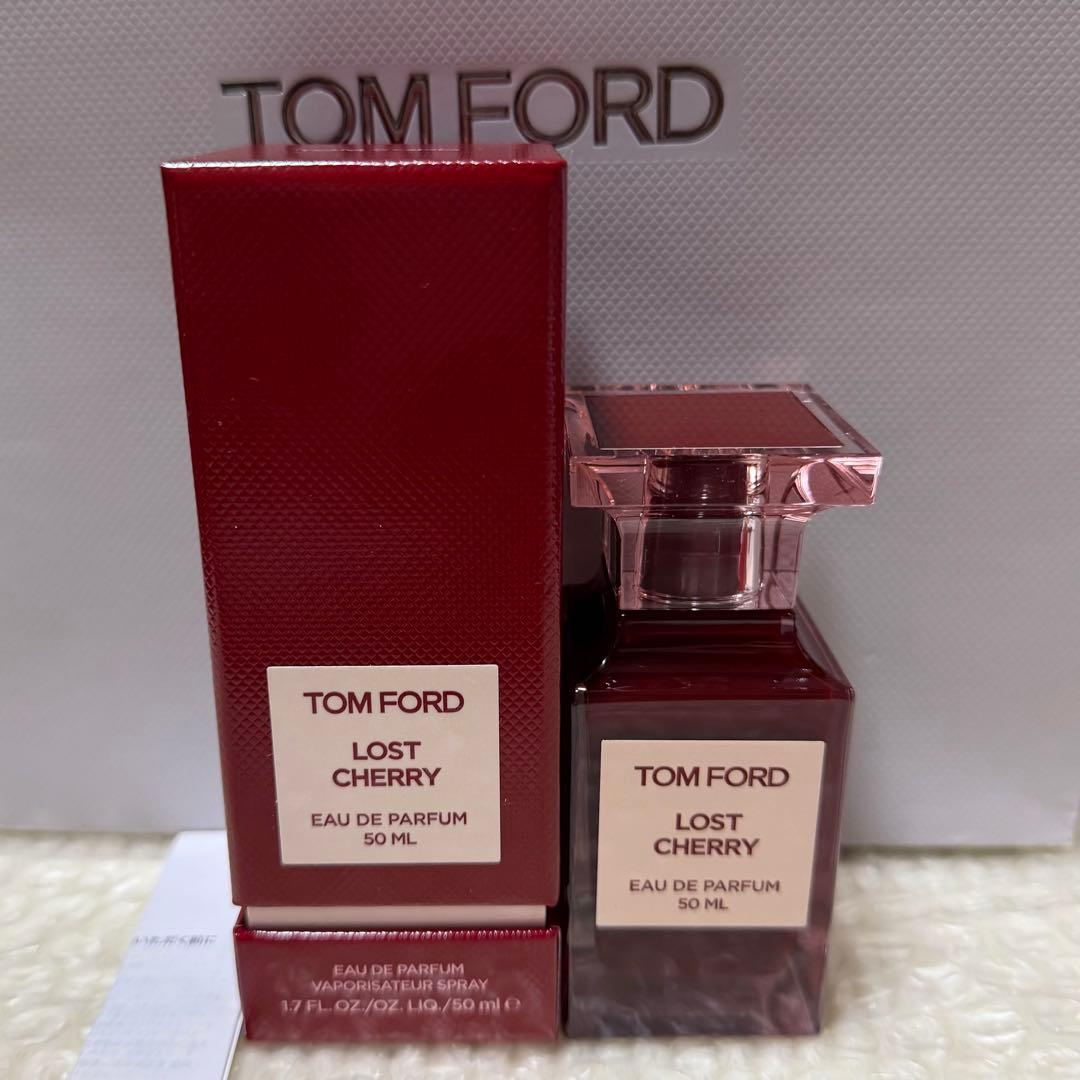 TOM FORD
TOM FORD
LOST
CHERRY
EAU DE PARFUM
50 ML
EAU DE PARFUM
VAPORISATEUR SPRAY
1.7 FL. OZ./OZ. LIQ./50 ml ℮
TOM FORD
LOST
CHERRY
EAU DE PARFUM
50 ML